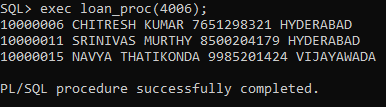 SQL> exec loan_proc(4006);
10000006 CHITRESH KUMAR 7651298321 HYDERABAD
10000011 SRINIVAS MURTHY 8500204179 HYDERABAD
10000015 NAVYA THATIKONDA 9985201424 VIJAYAWADA
PL/SQL procedure successfully completed.